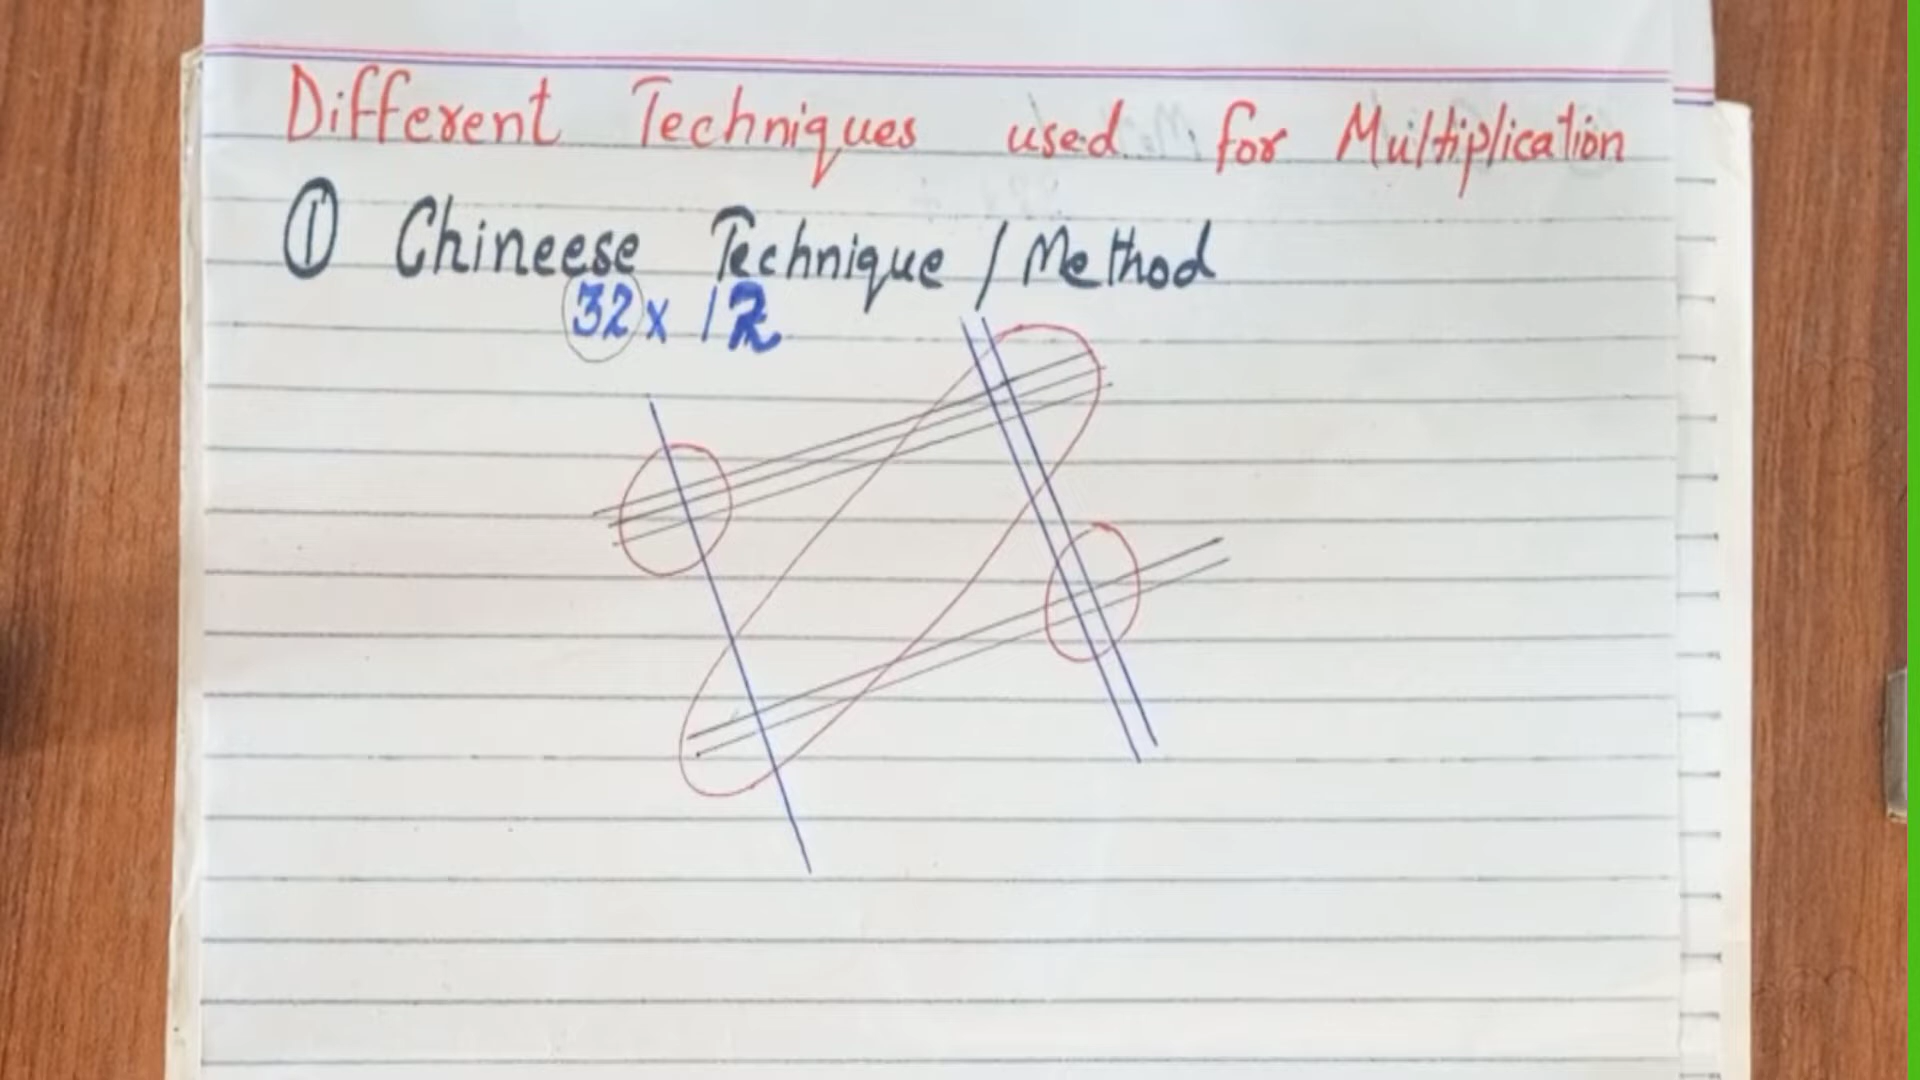 Different Techniques used for Multiplication
① Chineese Technique / Method
32 x 12